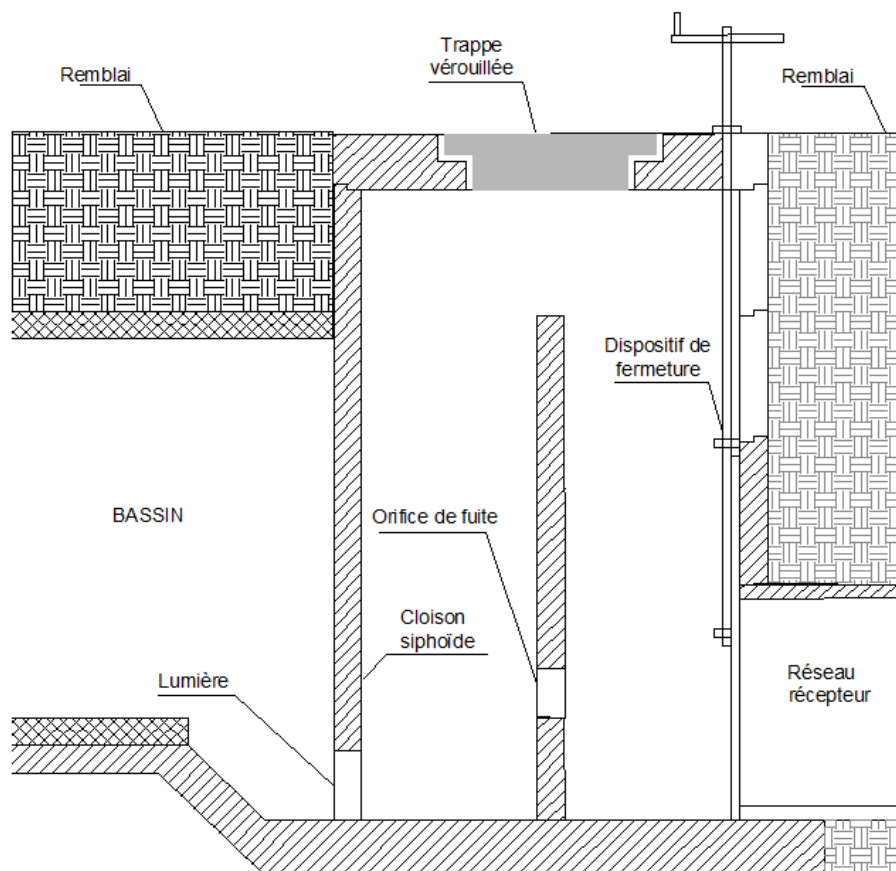 Remblai
Trappe
vérouillée
Remblai
Dispositif de
fermeture
BASSIN
Orifice de fuite
Cloison
siphoïde
Lumière
Réseau
récepteur